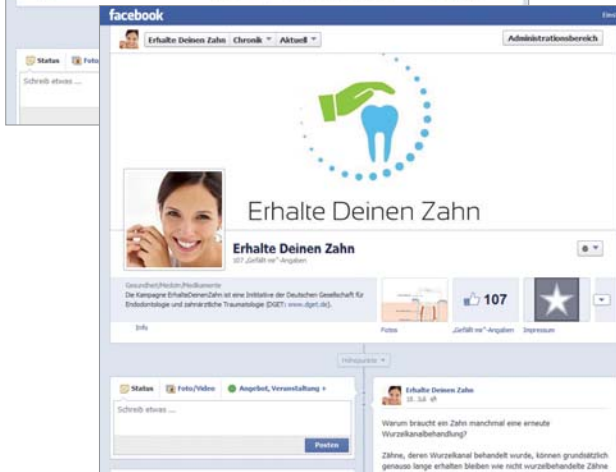 facebook
Erhalte Deinen Zahn Chronik Aktuell
Administrationsbereich
Erhalte Deinen Zahn
Erhalte Deinen Zahn
107 „Gefällt mir“-Angaben
Gesundheit/Medizin/Medikamente
Die Kampagne ErhalteDeinenZahn ist eine Initiative der Deutschen Gesellschaft für
Endodontologie und zahnärztliche Traumatologie (DGET: www.dget.de).
Info
107
Fotos
„Gefällt mir“-Angaben
Impressum
Höhepunkte
Status Foto
Schreib etwas ...
Status Foto/Video Angebot, Veranstaltung +
Schreib etwas ...
Posten
Erhalte Deinen Zahn
18. Juli
Warum braucht ein Zahn manchmal eine erneute
Wurzelkanalbehandlung?
Zähne, deren Wurzelkanal behandelt wurde, können grundsätzlich
genauso lange erhalten bleiben wie nicht wurzelbehandelte Zähne